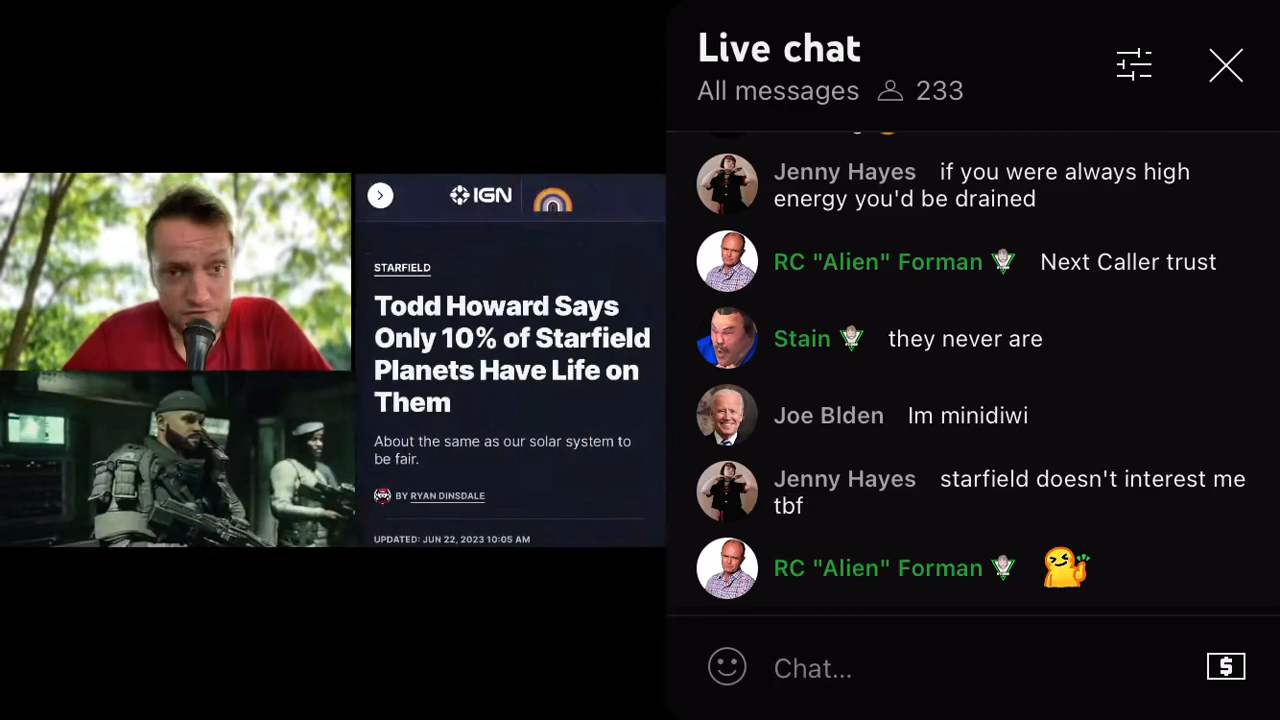 IGN
STARFIELD
Todd Howard Says
Only 10% of Starfield
Planets Have Life on
Them
About the same as our solar system to
be fair.
BY RYAN DINSDALE
UPDATED: JUN 22, 2023 10:05 AM
Live chat
All messages 233
Jenny Hayes if you were always high
energy you'd be drained
RC "Alien" Forman Next Caller trust
Stain they never are
Joe Blden Im minidiwi
Jenny Hayes starfield doesn't interest me
tbf
RC "Alien" Forman
Chat...
$